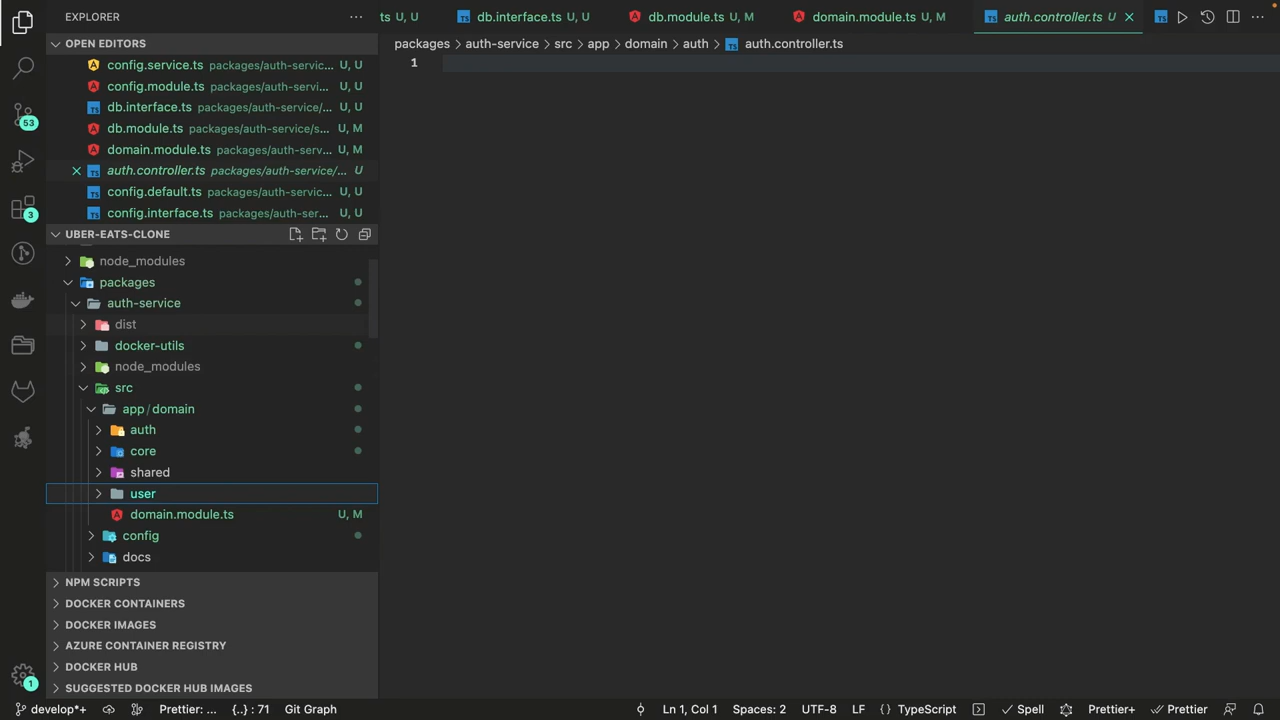 EXPLORER
ts U, U
db.interface.ts U, U
db.module.ts U, M
domain.module.ts U, M
auth.controller.ts
packages auth-service src app domain auth auth.controller.ts
1
OPEN EDITORS
config.service.ts packages/auth-servic... U, U
config.module.ts packages/auth-servi... U, U
db.interface.ts packages/auth-service/... U, U
db.module.ts packages/auth-service/s... U, M
domain.module.ts packages/auth-serv... U, M
auth.controller.ts packages/auth-service/... U
config.default.ts packages/auth-servic... U, U
config.interface.ts packages/auth-ser... U, U
UBER-EATS-CLONE
node_modules
packages
auth-service
dist
docker-utils
node_modules
src
app/domain
auth
core
shared
user
domain.module.ts U, M
config
docs
NPM SCRIPTS
DOCKER CONTAINERS
DOCKER IMAGES
AZURE CONTAINER REGISTRY
DOCKER HUB
SUGGESTED DOCKER HUB IMAGES
53
3
1
develop*+ Prettier: ... {..} : 71 Git Graph Ln 1, Col 1 Spaces: 2 UTF-8 LF TypeScript Spell Prettier+ Prettier